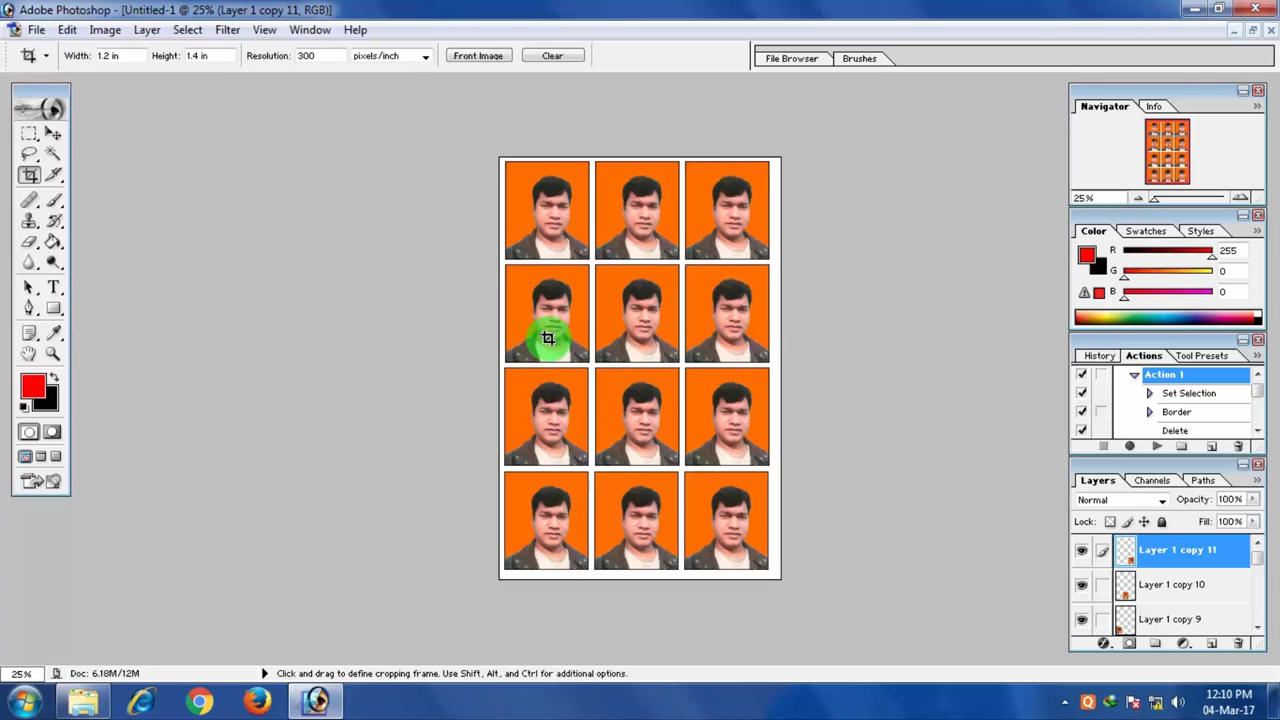 Adobe Photoshop - [Untitled-1 @ 25% (Layer 1 copy 11, RGB)]
File Edit Image Layer Select Filter View Window Help
Width: 1.2 in Height: 1.4 in Resolution: 300 pixels/inch Front Image Clear File Browser Brushes
Navigator Info
25%
Color Swatches Styles
R 255
G 0
B 0
History Actions Tool Presets
Action 1
Set Selection
Border
Delete
Layers Channels Paths
Normal Opacity: 100%
Lock: Fill: 100%
Layer 1 copy 11
Layer 1 copy 10
Layer 1 copy 9
T
25% Doc: 6.18M/12M Click and drag to define cropping frame. Use Shift, Alt, and Ctrl for additional options.
12:10 PM
04-Mar-17